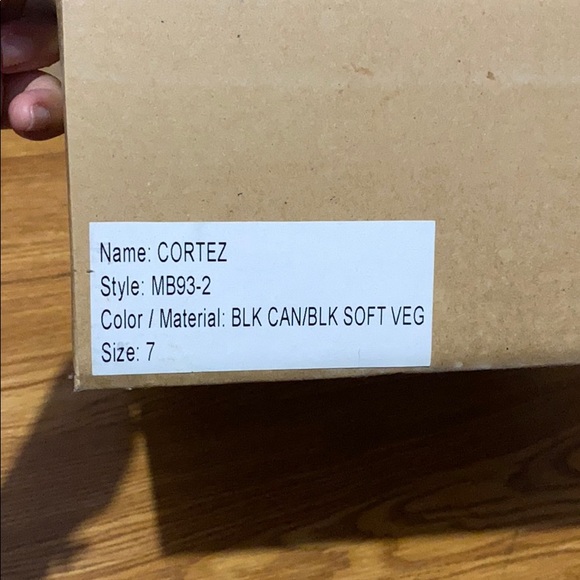 Name: CORTEZ
Style: MB93-2
Color / Material: BLK CAN/BLK SOFT VEG
Size: 7